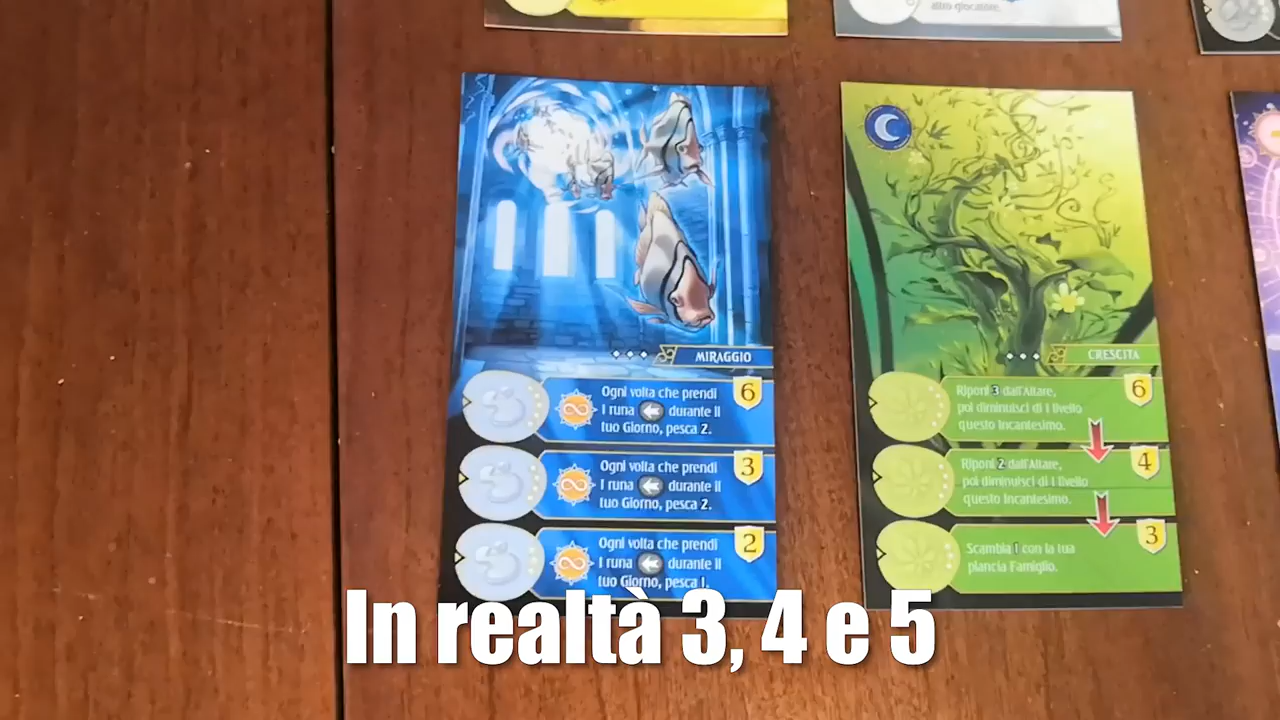 altro giocatore.
MIRAGGIO
Ogni volta che prendi
1 runa durante il
tuo Giorno, pesca 2.
6
Ogni volta che prendi
1 runa durante il
tuo Giorno, pesca 2.
3
Ogni volta che prendi
1 runa durante il
tuo Giorno, pesca 1.
2
CRESCITA
Riponi 3 dall'Altare,
poi diminuisci di 1 livello
questo Incantesimo.
6
Riponi 2 dall'Altare,
poi diminuisci di 1 livello
questo Incantesimo.
4
Scambia 1 con la tua
plancia Famiglio.
3
In realtà 3, 4 e 5